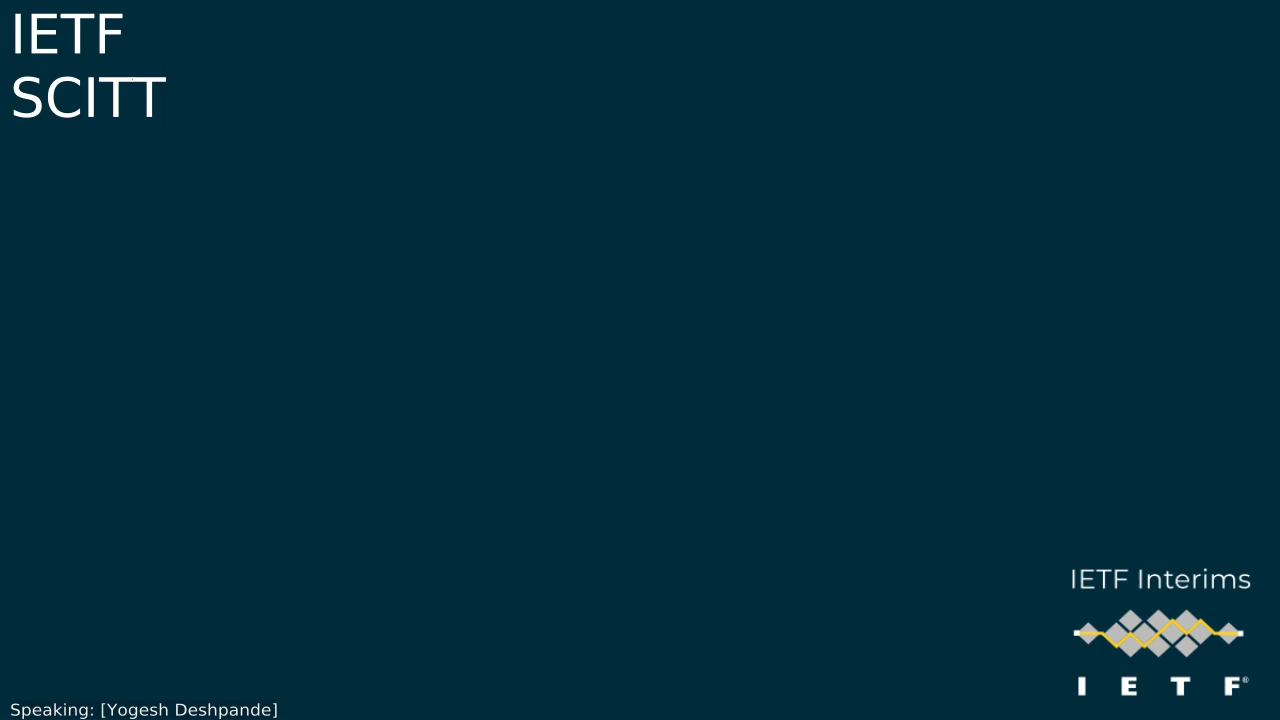 IETF
SCITT
IETF Interims
I E T F®
Speaking: [Yogesh Deshpande]